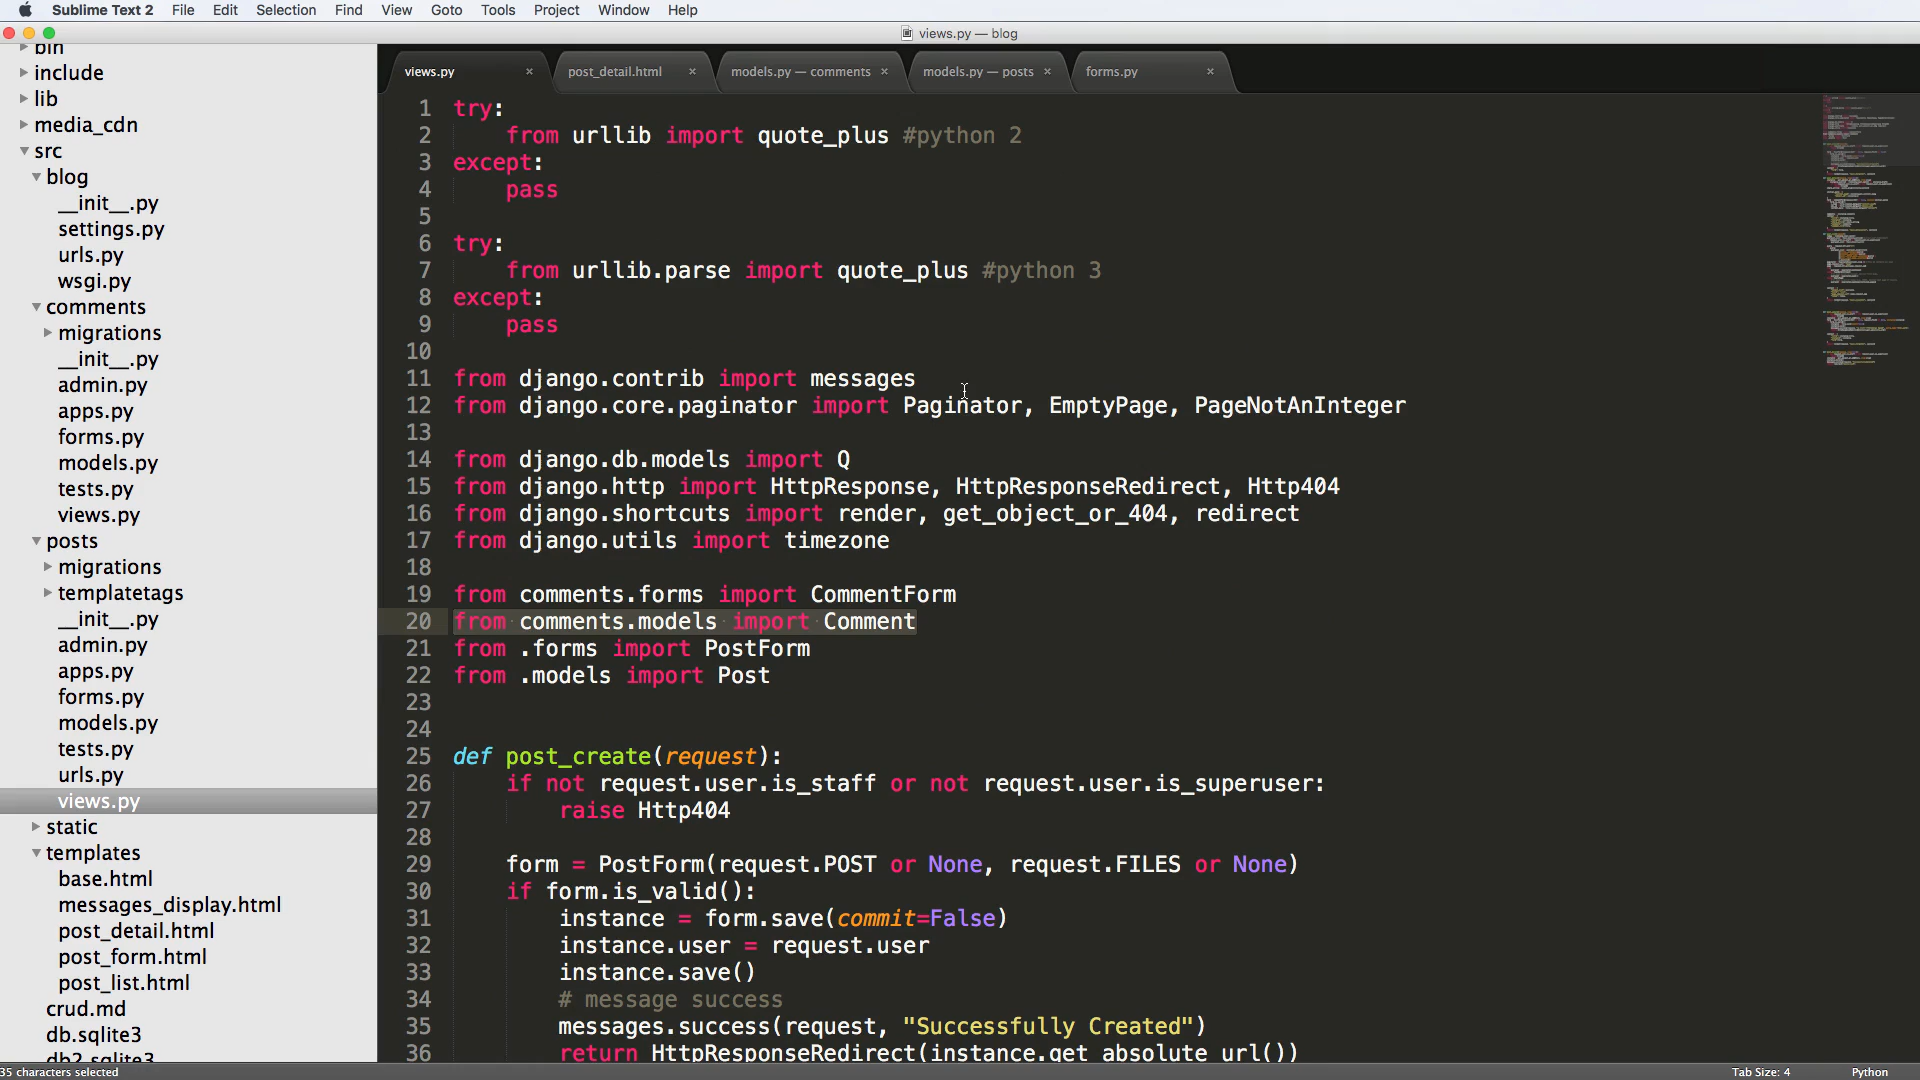 Sublime Text 2 File Edit Selection Find View Goto Tools Project Window Help
views.py — blog
bin
include
lib
media_cdn
src
blog
__init__.py
settings.py
urls.py
wsgi.py
comments
migrations
__init__.py
admin.py
apps.py
forms.py
models.py
tests.py
views.py
posts
migrations
templatetags
__init__.py
admin.py
apps.py
forms.py
models.py
tests.py
urls.py
views.py
static
templates
base.html
messages_display.html
post_detail.html
post_form.html
post_list.html
crud.md
db.sqlite3
db2.sqlite3
views.py × post_detail.html × models.py — comments × models.py — posts × forms.py ×
1 try:
2 from urllib import quote_plus #python 2
3 except:
4 pass
5
6 try:
7 from urllib.parse import quote_plus #python 3
8 except:
9 pass
10
11 from django.contrib import messages
12 from django.core.paginator import Paginator, EmptyPage, PageNotAnInteger
13
14 from django.db.models import Q
15 from django.http import HttpResponse, HttpResponseRedirect, Http404
16 from django.shortcuts import render, get_object_or_404, redirect
17 from django.utils import timezone
18
19 from comments.forms import CommentForm
20 from comments.models import Comment
21 from .forms import PostForm
22 from .models import Post
23
24
25 def post_create(request):
26 if not request.user.is_staff or not request.user.is_superuser:
27 raise Http404
28
29 form = PostForm(request.POST or None, request.FILES or None)
30 if form.is_valid():
31 instance = form.save(commit=False)
32 instance.user = request.user
33 instance.save()
34 # message success
35 messages.success(request, "Successfully Created")
36 return HttpResponseRedirect(instance.get_absolute_url())
35 characters selected Tab Size: 4 Python